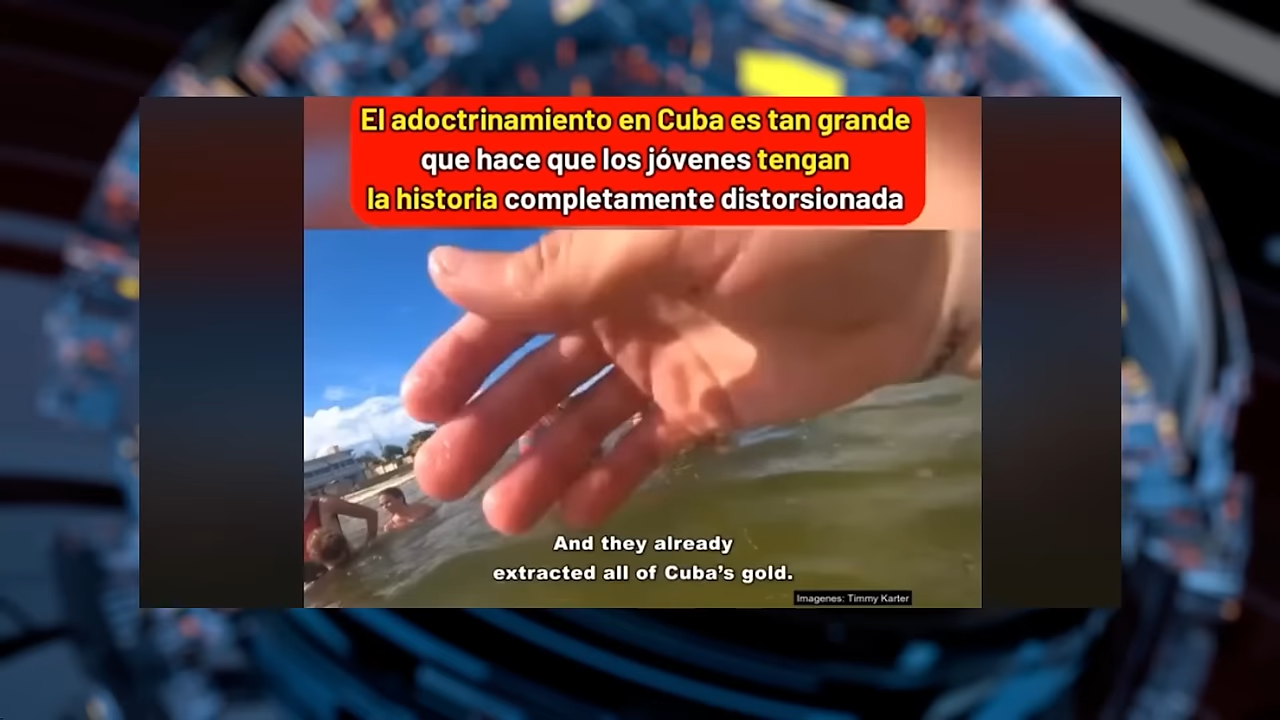 El adoctrinamiento en Cuba es tan grande
que hace que los jóvenes tengan
la historia completamente distorsionada
And they already
extracted all of Cuba’s gold.
Imagenes: Timmy Karter